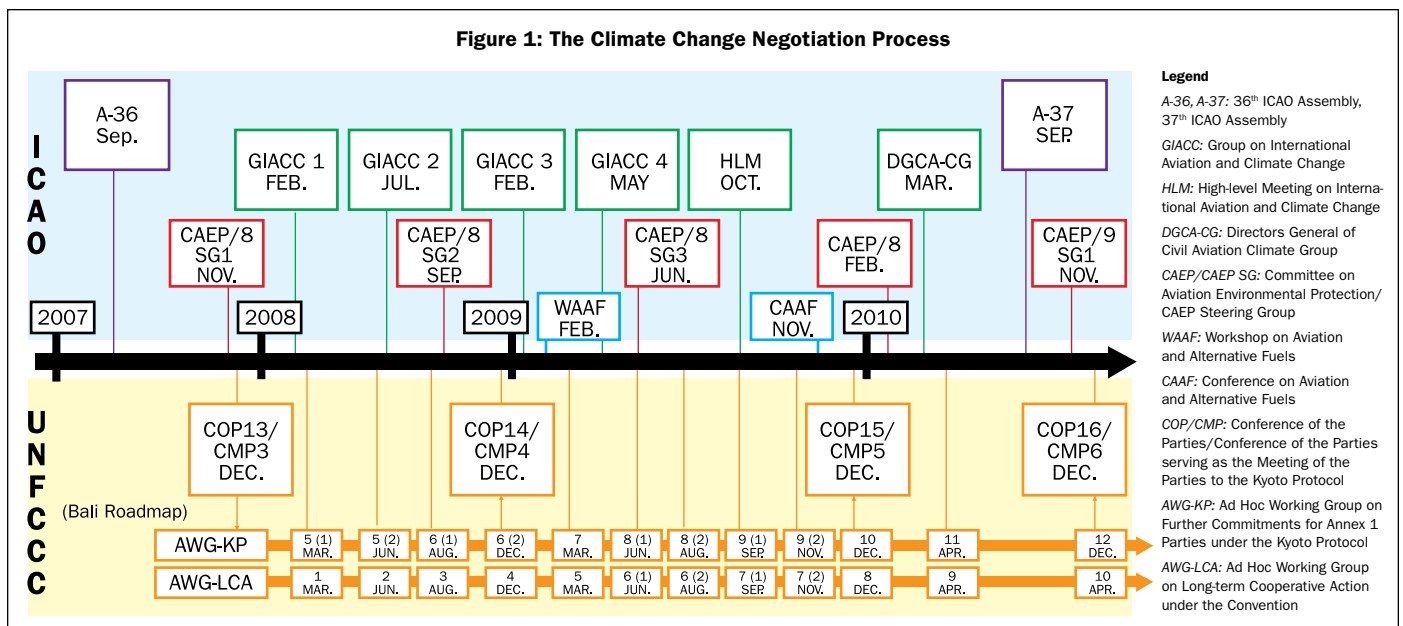 Figure 1: The Climate Change Negotiation Process
ICAO
A-36
Sep.
GIACC 1
FEB.
GIACC 2
JUL.
GIACC 3
FEB.
GIACC 4
MAY
HLM
OCT.
DGCA-CG
MAR.
A-37
SEP.
CAEP/8
SG1
NOV.
CAEP/8
SG2
SEP.
CAEP/8
SG3
JUN.
CAEP/8
FEB.
CAEP/9
SG1
NOV.
2007
2008
2009
WAAF
FEB.
CAAF
NOV.
2010
UNFCCC
COP13/
CMP3
DEC.
COP14/
CMP4
DEC.
COP15/
CMP5
DEC.
COP16/
CMP6
DEC.
(Bali Roadmap)
AWG-KP
5 (1)
MAR.
5 (2)
JUN.
6 (1)
AUG.
6 (2)
DEC.
7
MAR.
8 (1)
JUN.
8 (2)
AUG.
9 (1)
SEP.
9 (2)
NOV.
10
DEC.
11
APR.
12
DEC.
AWG-LCA
1
MAR.
2
JUN.
3
AUG.
4
DEC.
5
MAR.
6 (1)
JUN.
6 (2)
AUG.
7 (1)
SEP.
7 (2)
NOV.
8
DEC.
9
APR.
10
APR.
Legend
A-36, A-37: 36th ICAO Assembly,
37th ICAO Assembly
GIACC: Group on International
Aviation and Climate Change
HLM: High-level Meeting on Interna-
tional Aviation and Climate Change
DGCA-CG: Directors General of
Civil Aviation Climate Group
CAEP/CAEP SG: Committee on
Aviation Environmental Protection/
CAEP Steering Group
WAAF: Workshop on Aviation
and Alternative Fuels
CAAF: Conference on Aviation
and Alternative Fuels
COP/CMP: Conference of the
Parties/Conference of the Parties
serving as the Meeting of the
Parties to the Kyoto Protocol
AWG-KP: Ad Hoc Working Group on
Further Commitments for Annex 1
Parties under the Kyoto Protocol
AWG-LCA: Ad Hoc Working Group
on Long-term Cooperative Action
under the Convention